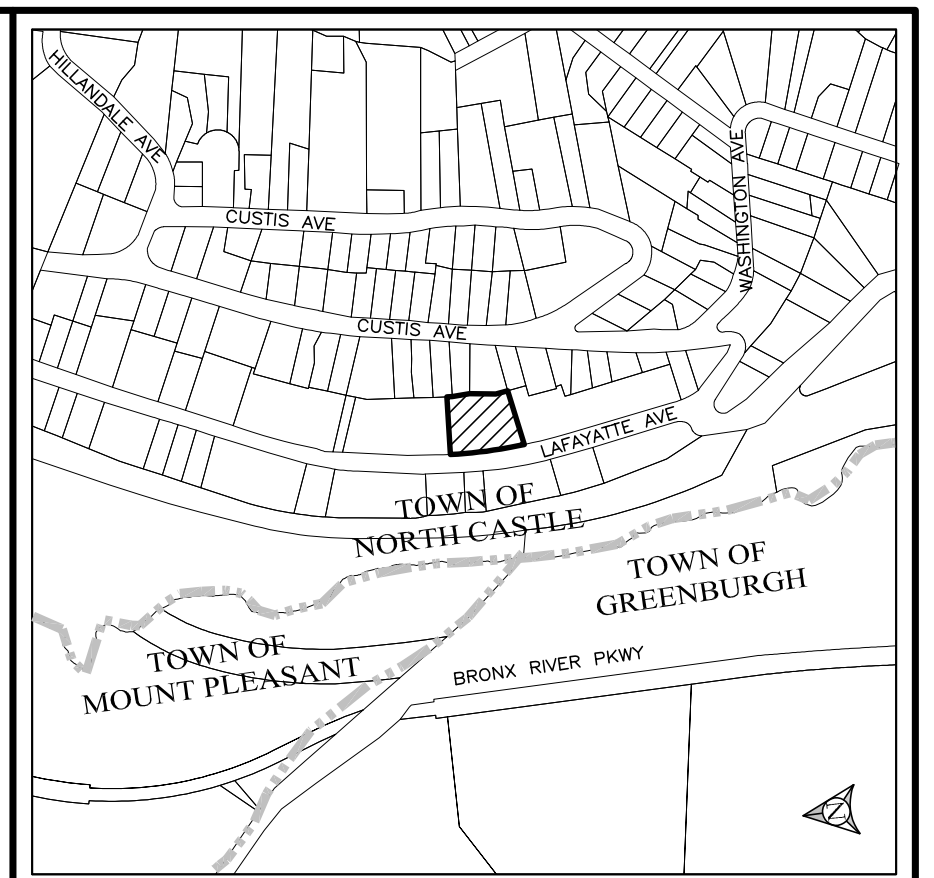 HILLANDALE AVE
WASHINGTON AVE
CUSTIS AVE
CUSTIS AVE
LAFAYATTE AVE
TOWN OF
NORTH CASTLE
TOWN OF
GREENBURGH
TOWN OF
MOUNT PLEASANT
BRONX RIVER PKWY
N